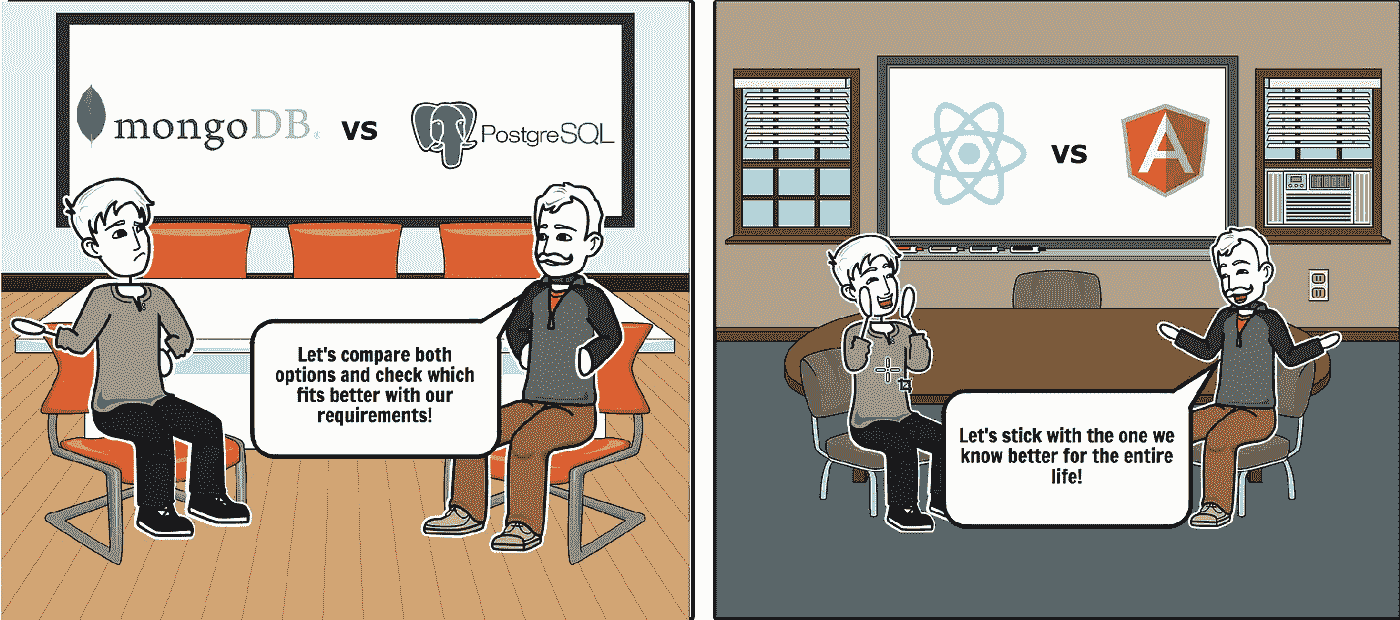 mongoDB
vs
PostgreSQL
Let's compare both
options and check which
fits better with our
requirements!
vs
A
Let's stick with the one we
know better for the entire
life!